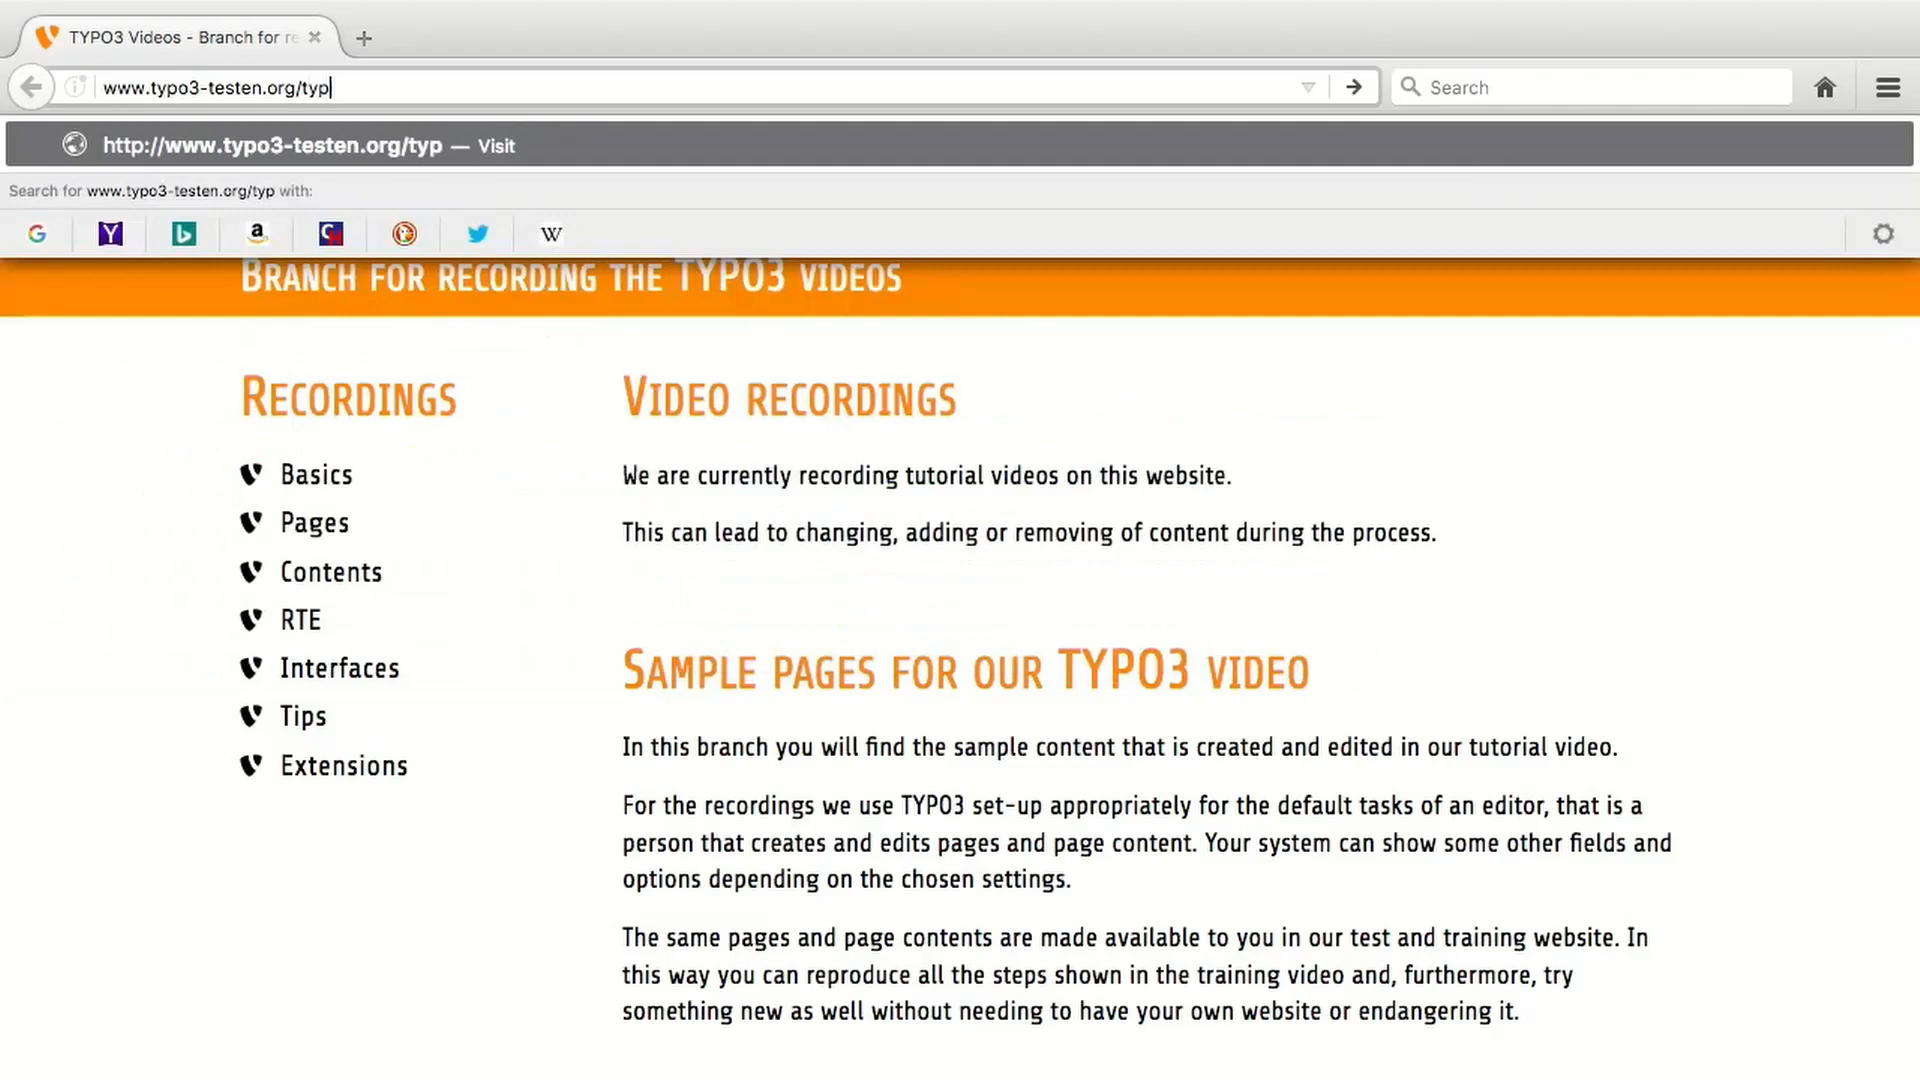 TYPO3 Videos - Branch for re
www.typo3-testen.org/typ
Search
http://www.typo3-testen.org/typ — Visit
Search for www.typo3-testen.org/typ with:
Branch for recording the TYPO3 videos
Recordings
Basics
Pages
Contents
RTE
Interfaces
Tips
Extensions
Video recordings
We are currently recording tutorial videos on this website.
This can lead to changing, adding or removing of content during the process.
Sample pages for our TYPO3 video
In this branch you will find the sample content that is created and edited in our tutorial video.
For the recordings we use TYPO3 set-up appropriately for the default tasks of an editor, that is a
person that creates and edits pages and page content. Your system can show some other fields and
options depending on the chosen settings.
The same pages and page contents are made available to you in our test and training website. In
this way you can reproduce all the steps shown in the training video and, furthermore, try
something new as well without needing to have your own website or endangering it.